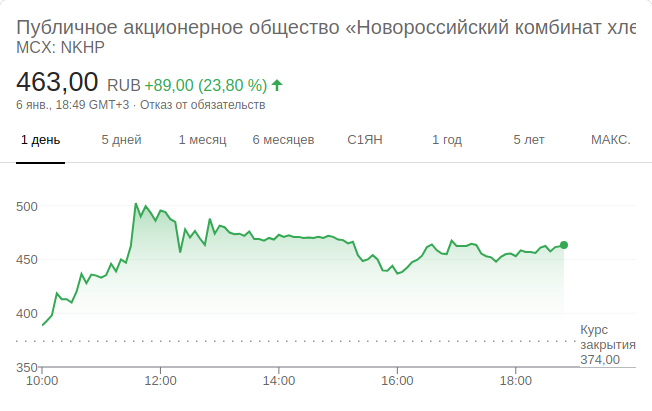 Публичное акционерное общество «Новороссийский комбинат хле
MCX: NKHP
463,00 RUB +89,00 (23,80 %)
6 янв., 18:49 GMT+3 · Отказ от обязательств
1 день 5 дней 1 месяц 6 месяцев С1ЯН 1 год 5 лет МАКС.
500
450
400
Курс
закрытия
374,00
350
10:00 12:00 14:00 16:00 18:00